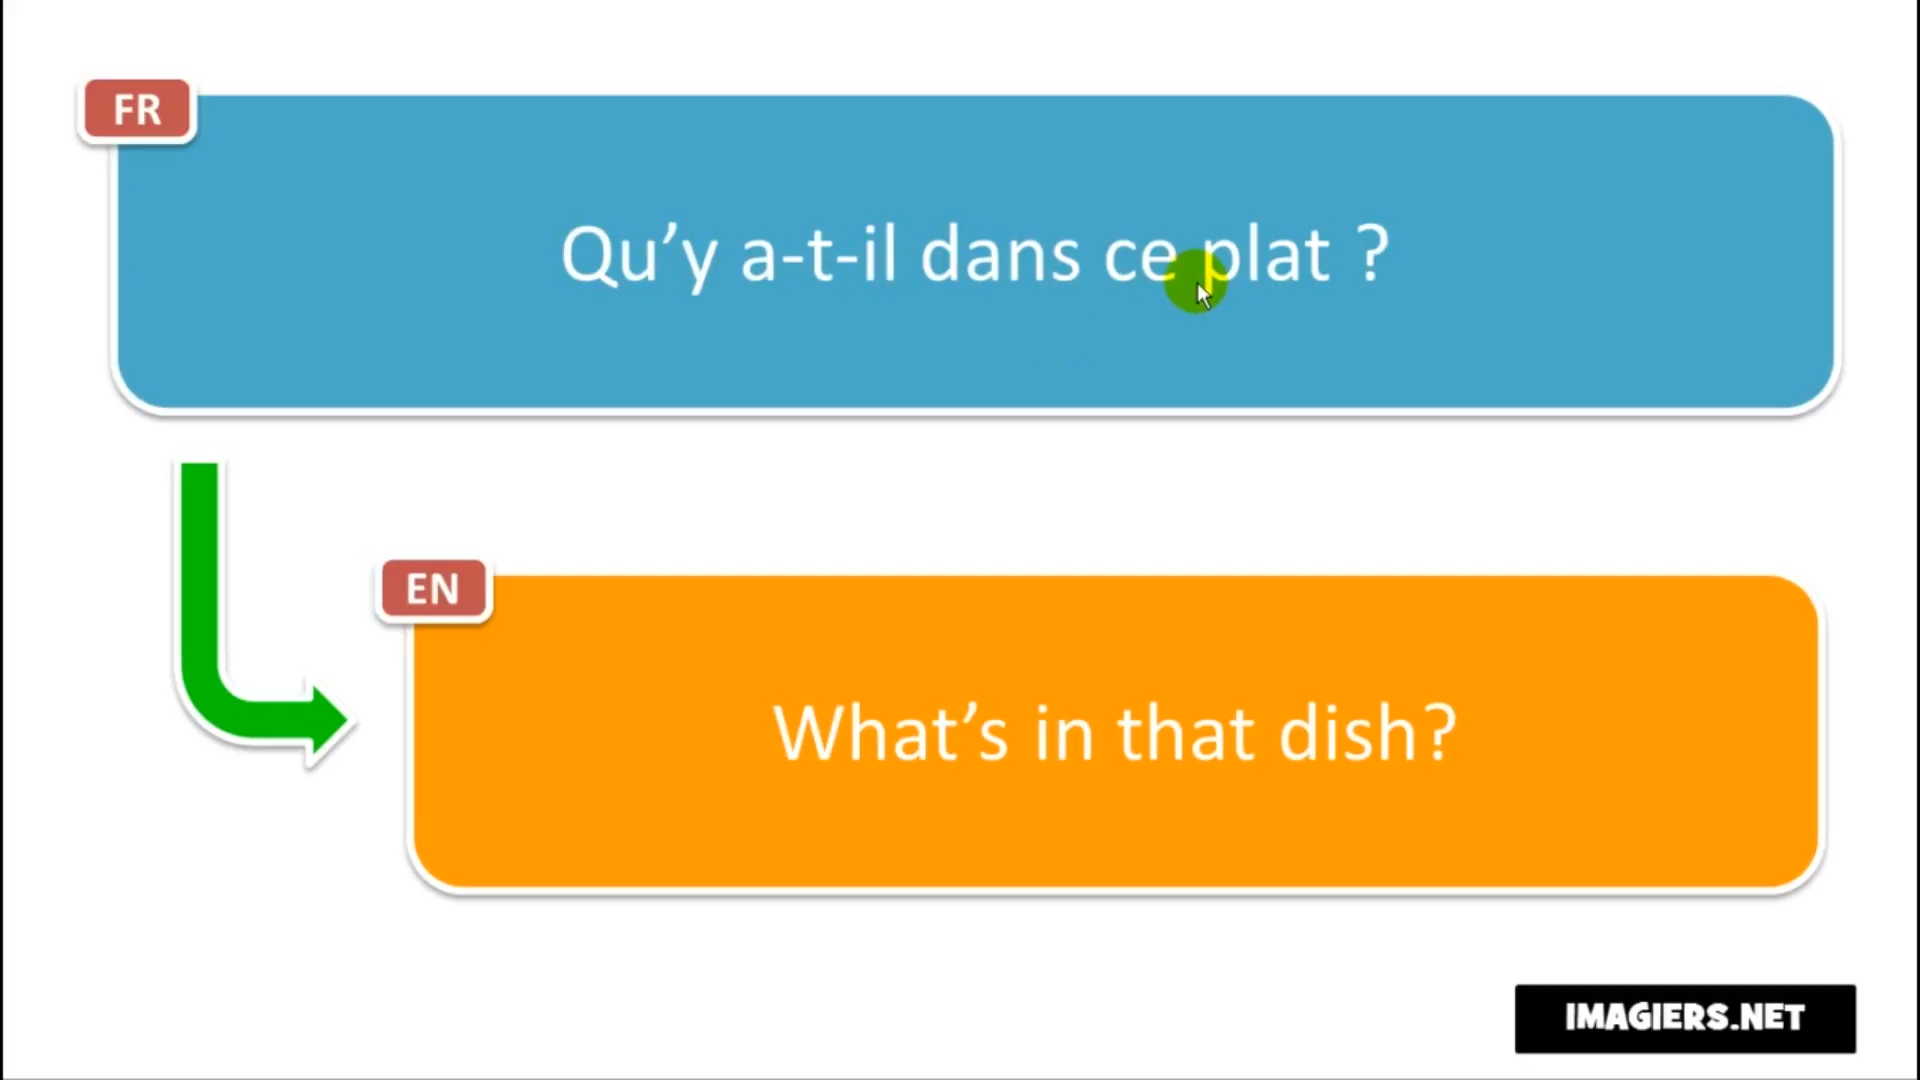 FR
Qu’y a-t-il dans ce plat ?
EN
What’s in that dish?
IMAGIERS.NET